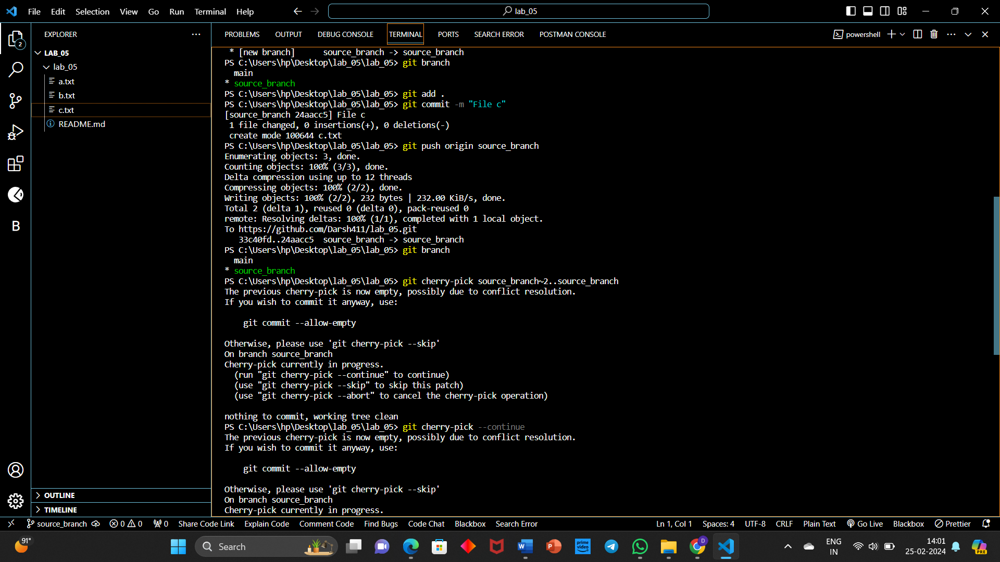 File Edit Selection View Go Run Terminal Help
lab_05
EXPLORER
2
LAB_05
lab_05
a.txt
b.txt
c.txt
README.md
B
OUTLINE
TIMELINE
PROBLEMS OUTPUT DEBUG CONSOLE TERMINAL PORTS SEARCH ERROR POSTMAN CONSOLE
powershell
* [new branch]      source_branch -> source_branch
PS C:\Users\hp\Desktop\lab_05\lab_05> git branch
  main
* source_branch
PS C:\Users\hp\Desktop\lab_05\lab_05> git add .
PS C:\Users\hp\Desktop\lab_05\lab_05> git commit -m "File c"
[source_branch 24aacc5] File c
 1 file changed, 0 insertions(+), 0 deletions(-)
 create mode 100644 c.txt
PS C:\Users\hp\Desktop\lab_05\lab_05> git push origin source_branch
Enumerating objects: 3, done.
Counting objects: 100% (3/3), done.
Delta compression using up to 12 threads
Compressing objects: 100% (2/2), done.
Writing objects: 100% (2/2), 232 bytes | 232.00 KiB/s, done.
Total 2 (delta 1), reused 0 (delta 0), pack-reused 0
remote: Resolving deltas: 100% (1/1), completed with 1 local object.
To https://github.com/Darsh411/lab_05.git
   33c40fd..24aacc5  source_branch -> source_branch
PS C:\Users\hp\Desktop\lab_05\lab_05> git branch
  main
* source_branch
PS C:\Users\hp\Desktop\lab_05\lab_05> git cherry-pick source_branch~2..source_branch
The previous cherry-pick is now empty, possibly due to conflict resolution.
If you wish to commit it anyway, use:
    git commit --allow-empty
Otherwise, please use 'git cherry-pick --skip'
On branch source_branch
Cherry-pick currently in progress.
  (run "git cherry-pick --continue" to continue)
  (use "git cherry-pick --skip" to skip this patch)
  (use "git cherry-pick --abort" to cancel the cherry-pick operation)
nothing to commit, working tree clean
PS C:\Users\hp\Desktop\lab_05\lab_05> git cherry-pick --continue
The previous cherry-pick is now empty, possibly due to conflict resolution.
If you wish to commit it anyway, use:
    git commit --allow-empty
Otherwise, please use 'git cherry-pick --skip'
On branch source_branch
Cherry-pick currently in progress.
source_branch 0 0 0 Share Code Link Explain Code Comment Code Find Bugs Code Chat Blackbox Search Error Ln 1, Col 1 Spaces: 4 UTF-8 CRLF Plain Text Go Live Blackbox Prettier
91°
Search
W
P
prime video
D
PRE
ENG
IN
14:01
25-02-2024